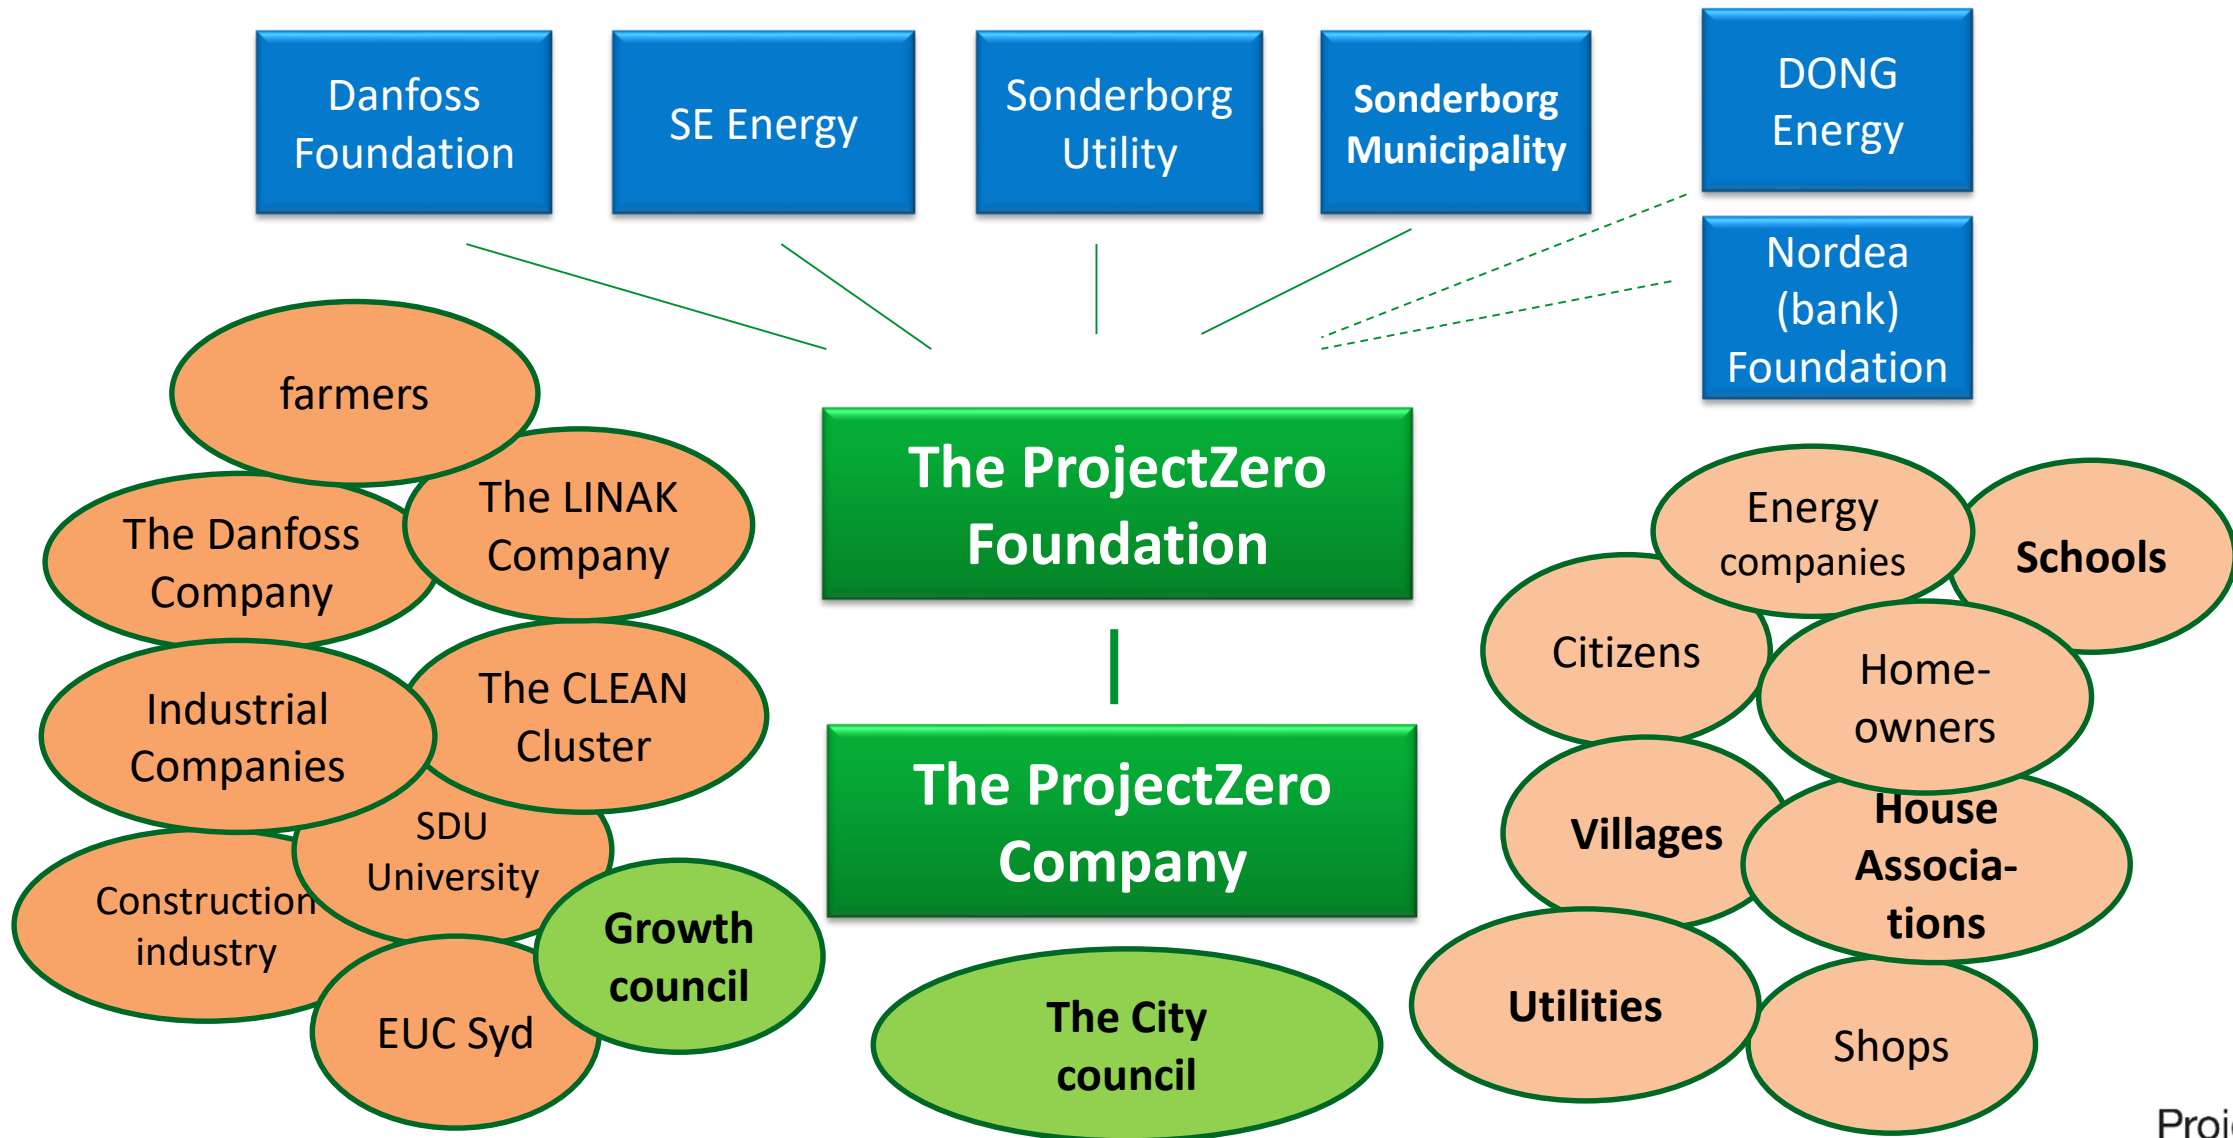 Danfoss
Foundation
SE Energy
Sonderborg
Utility
Sonderborg
Municipality
DONG
Energy
Nordea
(bank)
Foundation
The ProjectZero
Foundation
The ProjectZero
Company
farmers
The LINAK
Company
The Danfoss
Company
Industrial
Companies
The CLEAN
Cluster
SDU
University
Construction
industry
EUC Syd
Growth
council
The City
council
Energy
companies
Schools
Citizens
Home-
owners
Villages
House
Associa-
tions
Utilities
Shops